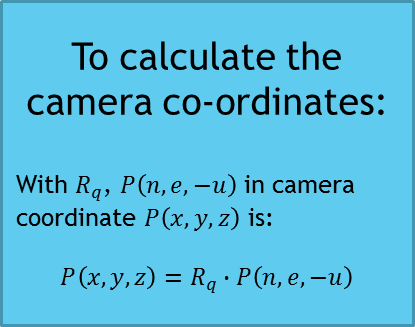 To calculate the
camera co-ordinates:
With R_q, P(n, e, −u) in camera
coordinate P(x, y, z) is:
P(x, y, z) = R_q · P(n, e, −u)